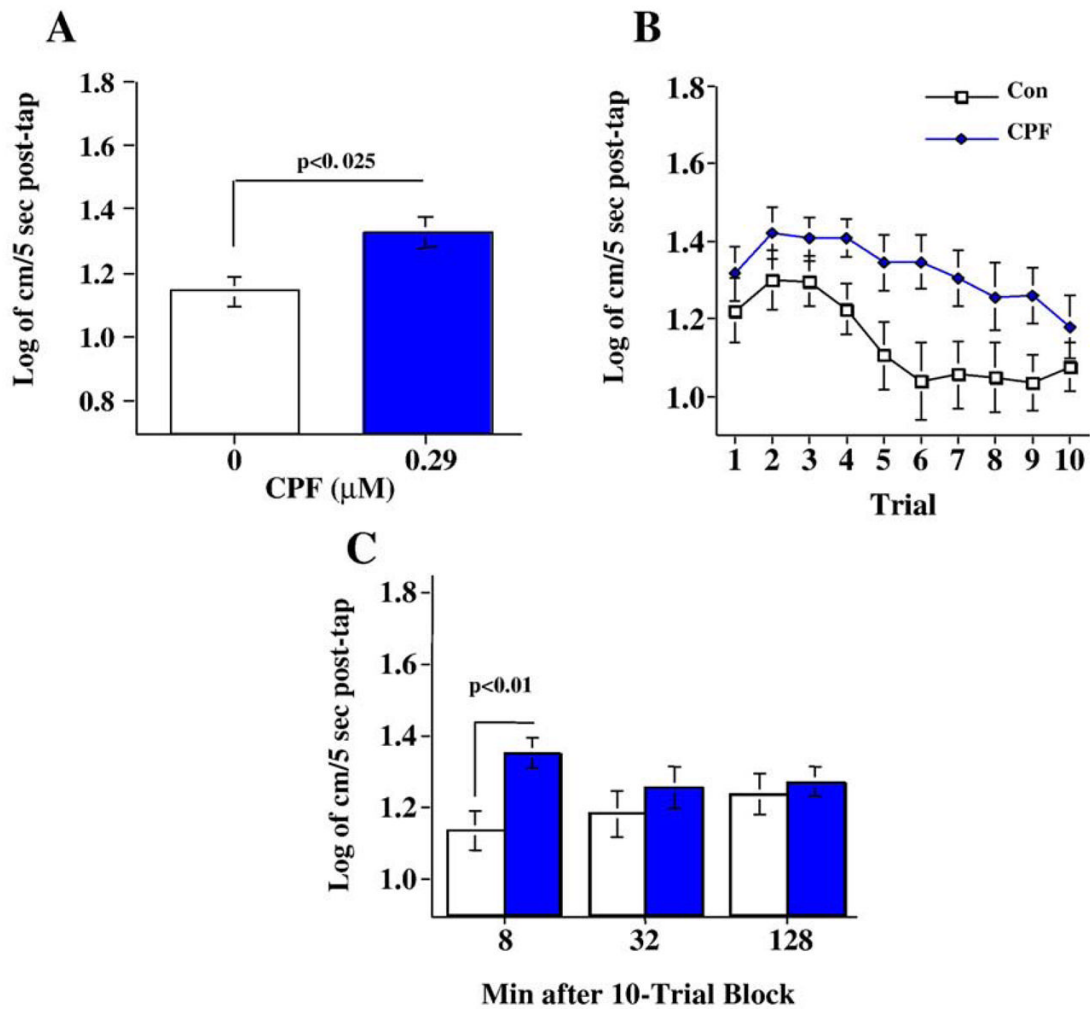 A
Log of cm/5 sec post-tap
1.8
1.6
1.4
1.2
1.0
0.8
p<0. 025
0 0.29
CPF (μM)
B
Log of cm/5 sec post-tap
1.8
1.6
1.4
1.2
1.0
Con
CPF
1 2 3 4 5 6 7 8 9 10
Trial
C
Log of cm/5 sec post-tap
1.8
1.6
1.4
1.2
1.0
p<0.01
8 32 128
Min after 10-Trial Block